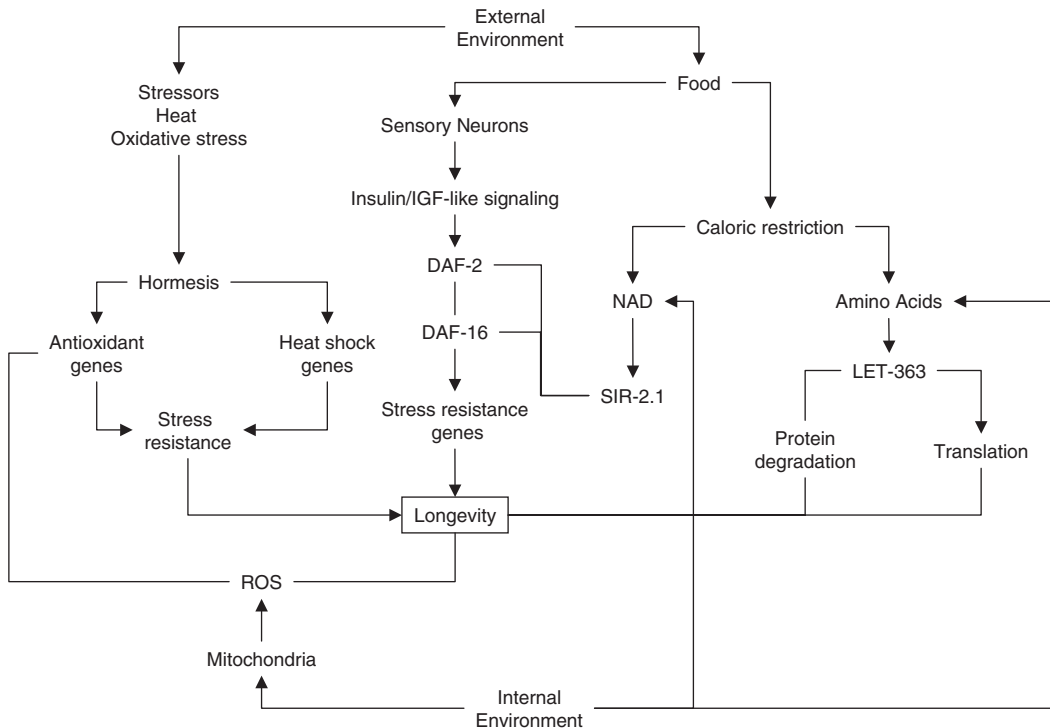 External
Environment
Stressors
Heat
Oxidative stress
Food
Sensory Neurons
Insulin/IGF-like signaling
Caloric restriction
DAF-2
Hormesis
NAD
Amino Acids
DAF-16
Antioxidant
genes
Heat shock
genes
LET-363
SIR-2.1
Stress resistance
genes
Stress
resistance
Protein
degradation
Translation
Longevity
ROS
Mitochondria
Internal
Environment